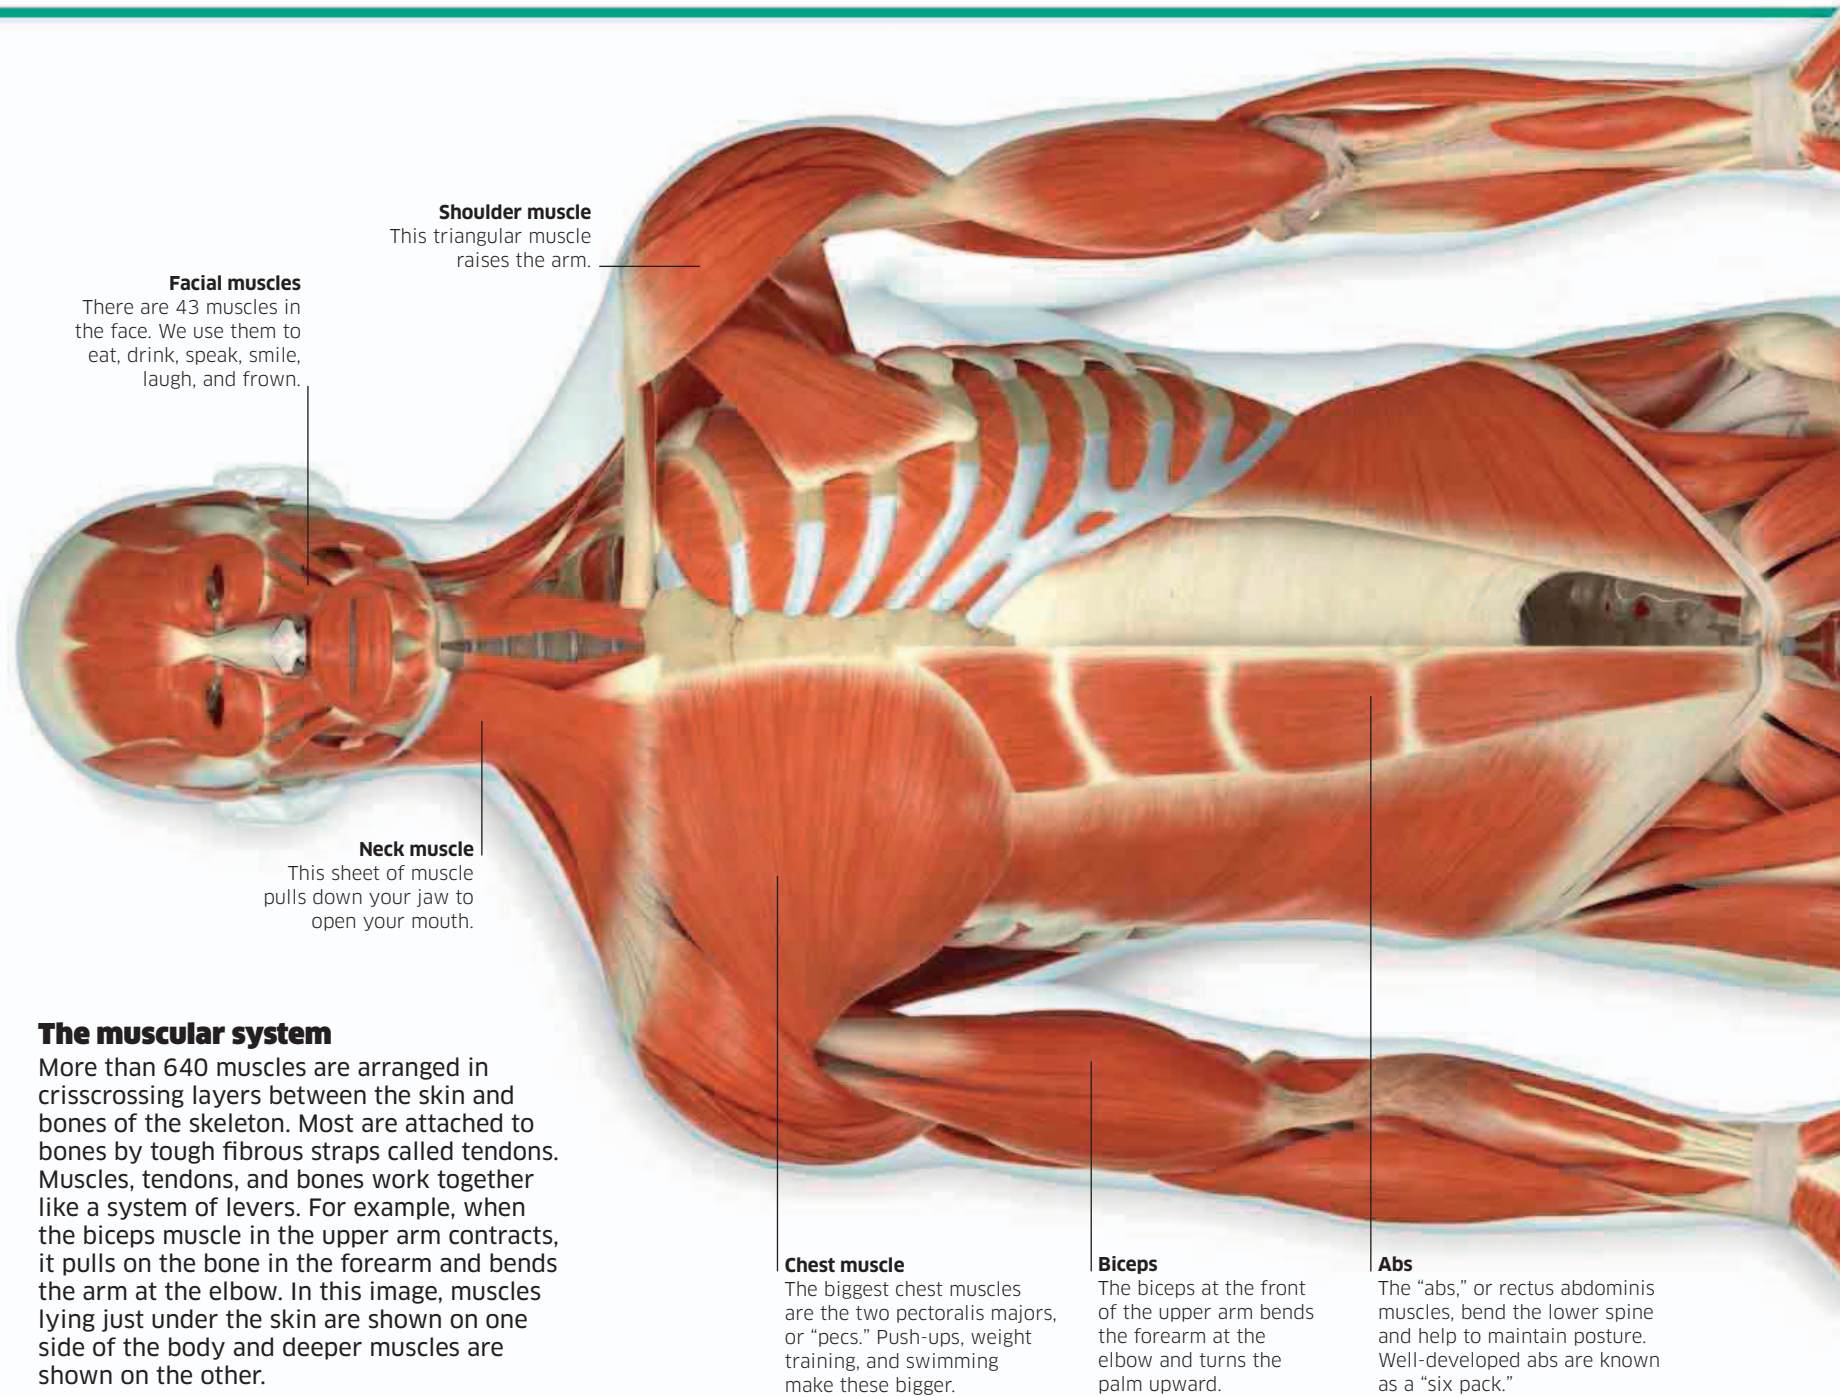 Shoulder muscle
This triangular muscle
raises the arm.
Facial muscles
There are 43 muscles in
the face. We use them to
eat, drink, speak, smile,
laugh, and frown.
Neck muscle
This sheet of muscle
pulls down your jaw to
open your mouth.
The muscular system
More than 640 muscles are arranged in
crisscrossing layers between the skin and
bones of the skeleton. Most are attached to
bones by tough fibrous straps called tendons.
Muscles, tendons, and bones work together
like a system of levers. For example, when
the biceps muscle in the upper arm contracts,
it pulls on the bone in the forearm and bends
the arm at the elbow. In this image, muscles
lying just under the skin are shown on one
side of the body and deeper muscles are
shown on the other.
Chest muscle
The biggest chest muscles
are the two pectoralis majors,
or “pecs.” Push-ups, weight
training, and swimming
make these bigger.
Biceps
The biceps at the front
of the upper arm bends
the forearm at the
elbow and turns the
palm upward.
Abs
The “abs,” or rectus abdominis
muscles, bend the lower spine
and help to maintain posture.
Well-developed abs are known
as a “six pack.”